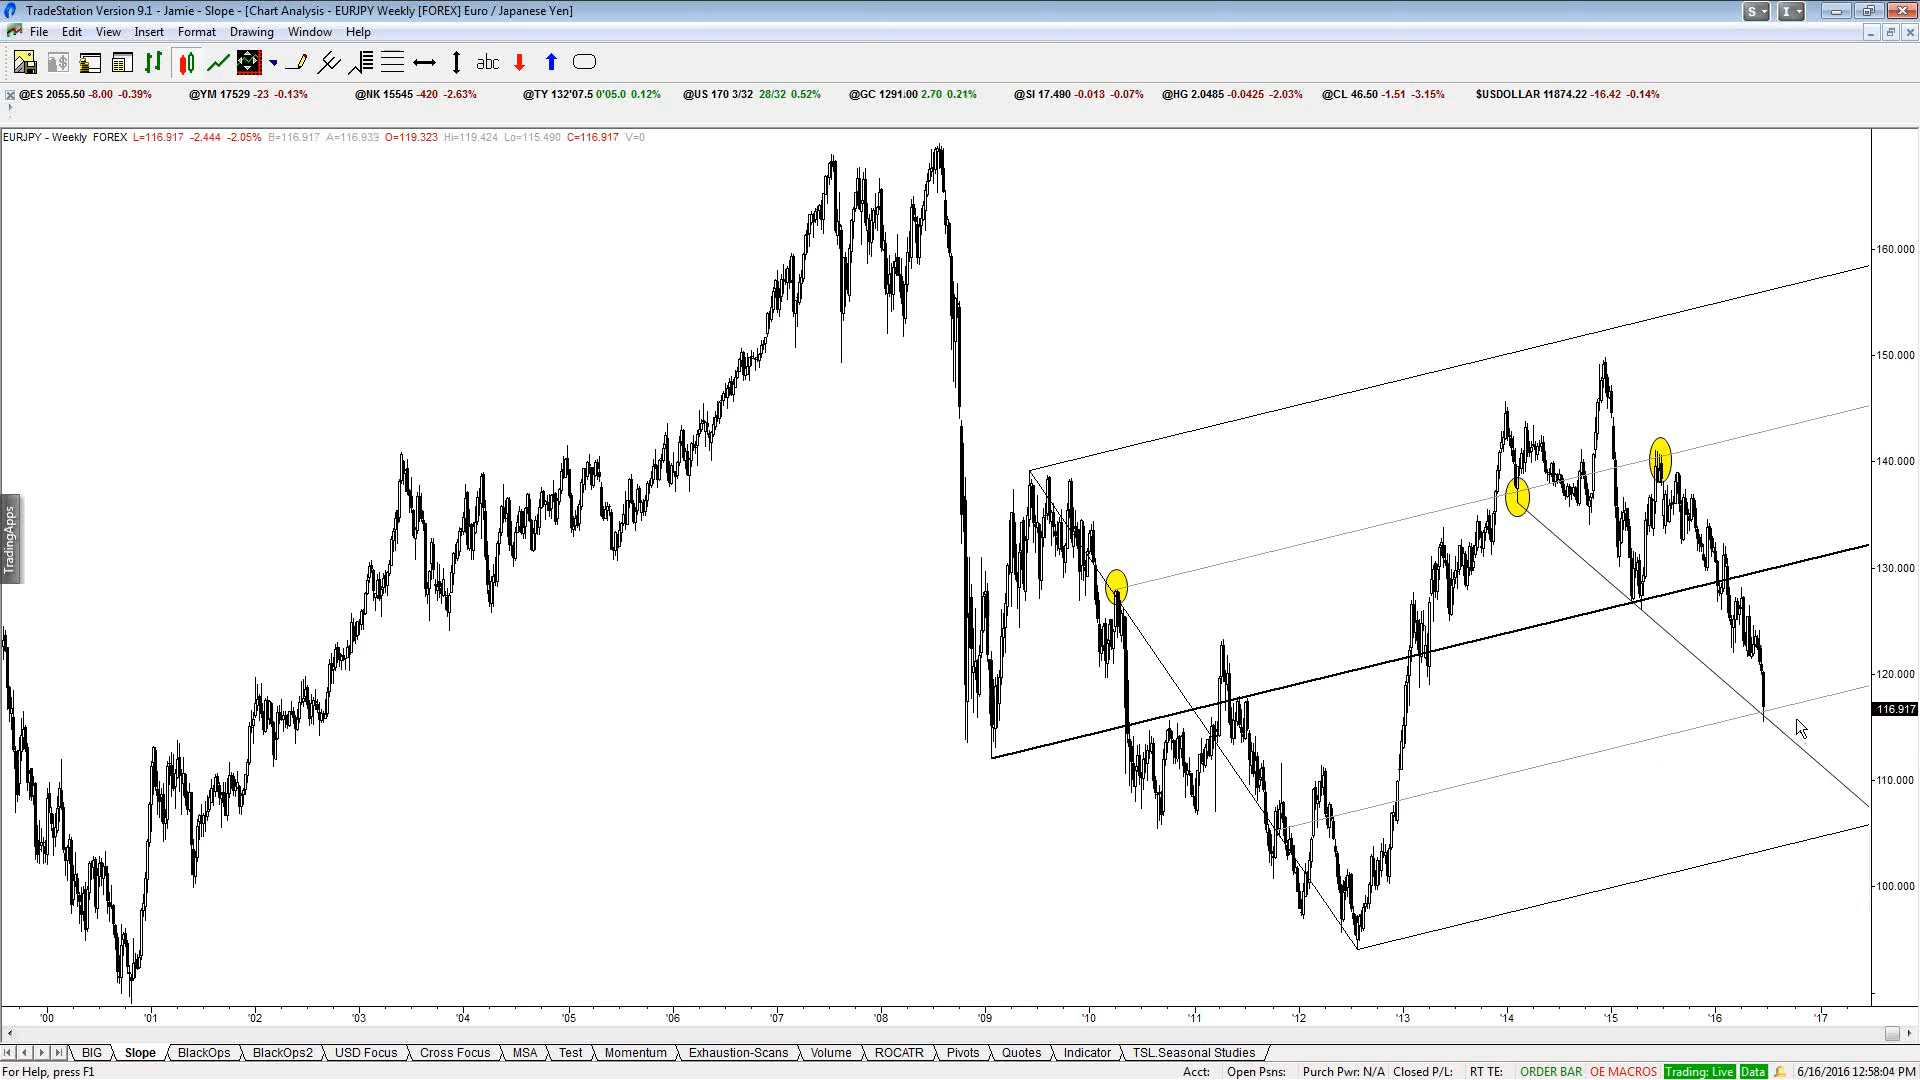 TradeStation Version 9.1 - Jamie - Slope - [Chart Analysis - EURJPY Weekly [FOREX] Euro / Japanese Yen]
S I
File Edit View Insert Format Drawing Window Help
abc
@ES 2055.50 -8.00 -0.39% @YM 17529 -23 -0.13% @NK 15545 -420 -2.63% @TY 132'07.5 0'05.0 0.12% @US 170 3/32 28/32 0.52% @GC 1291.00 2.70 0.21% @SI 17.490 -0.013 -0.07% @HG 2.0485 -0.0425 -2.03% @CL 46.50 -1.51 -3.15% $USDOLLAR 11874.22 -16.42 -0.14%
EURJPY - Weekly FOREX L=116.917 -2.444 -2.05% B=116.917 A=116.933 O=119.323 Hi=119.424 Lo=115.490 C=116.917 V=0
160.000
150.000
140.000
130.000
120.000
116.917
110.000
100.000
TradingApps
'00 '01 '02 '03 '04 '05 '06 '07 '08 '09 '10 '11 '12 '13 '14 '15 '16 '17
BIG Slope BlackOps BlackOps2 USD Focus Cross Focus MSA Test Momentum Exhaustion-Scans Volume ROCATR Pivots Quotes Indicator TSL.Seasonal Studies
For Help, press F1 Acct: Open Psns: Purch Pwr: N/A Closed P/L: RT TE: ORDER BAR OE MACROS Trading: Live Data 6/16/2016 12:58:04 PM